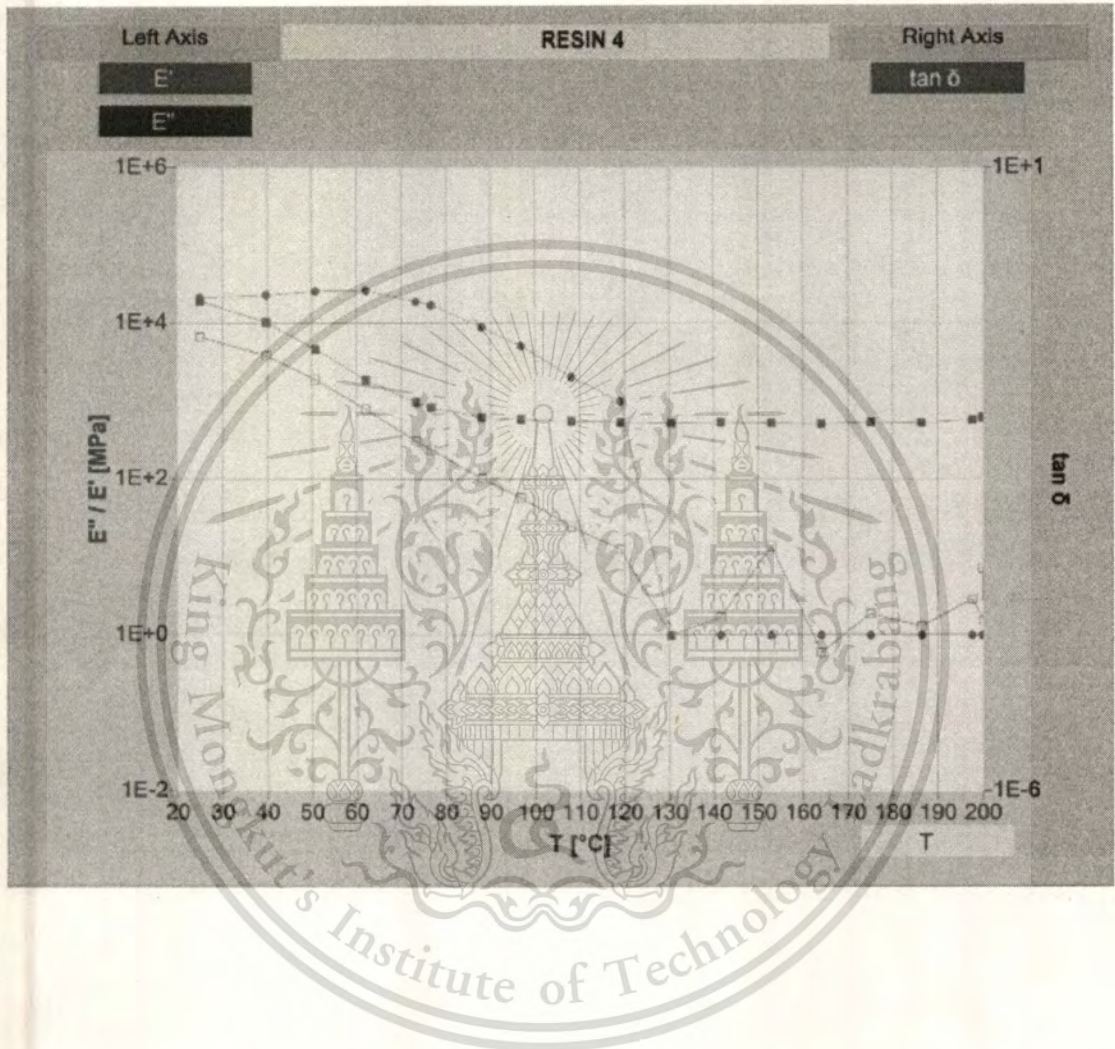 Left Axis
RESIN 4
Right Axis
E'
tan δ
E"
1E+6
1E+1
1E+4
1E+2
1E+0
1E-2
1E-6
E" / E' [MPa]
tan δ
20 30 40 50 60 70 80 90 100 110 120 130 140 150 160 170 180 190 200
T [°C]
T
King Mongkut's Institute of Technology Ladkrabang